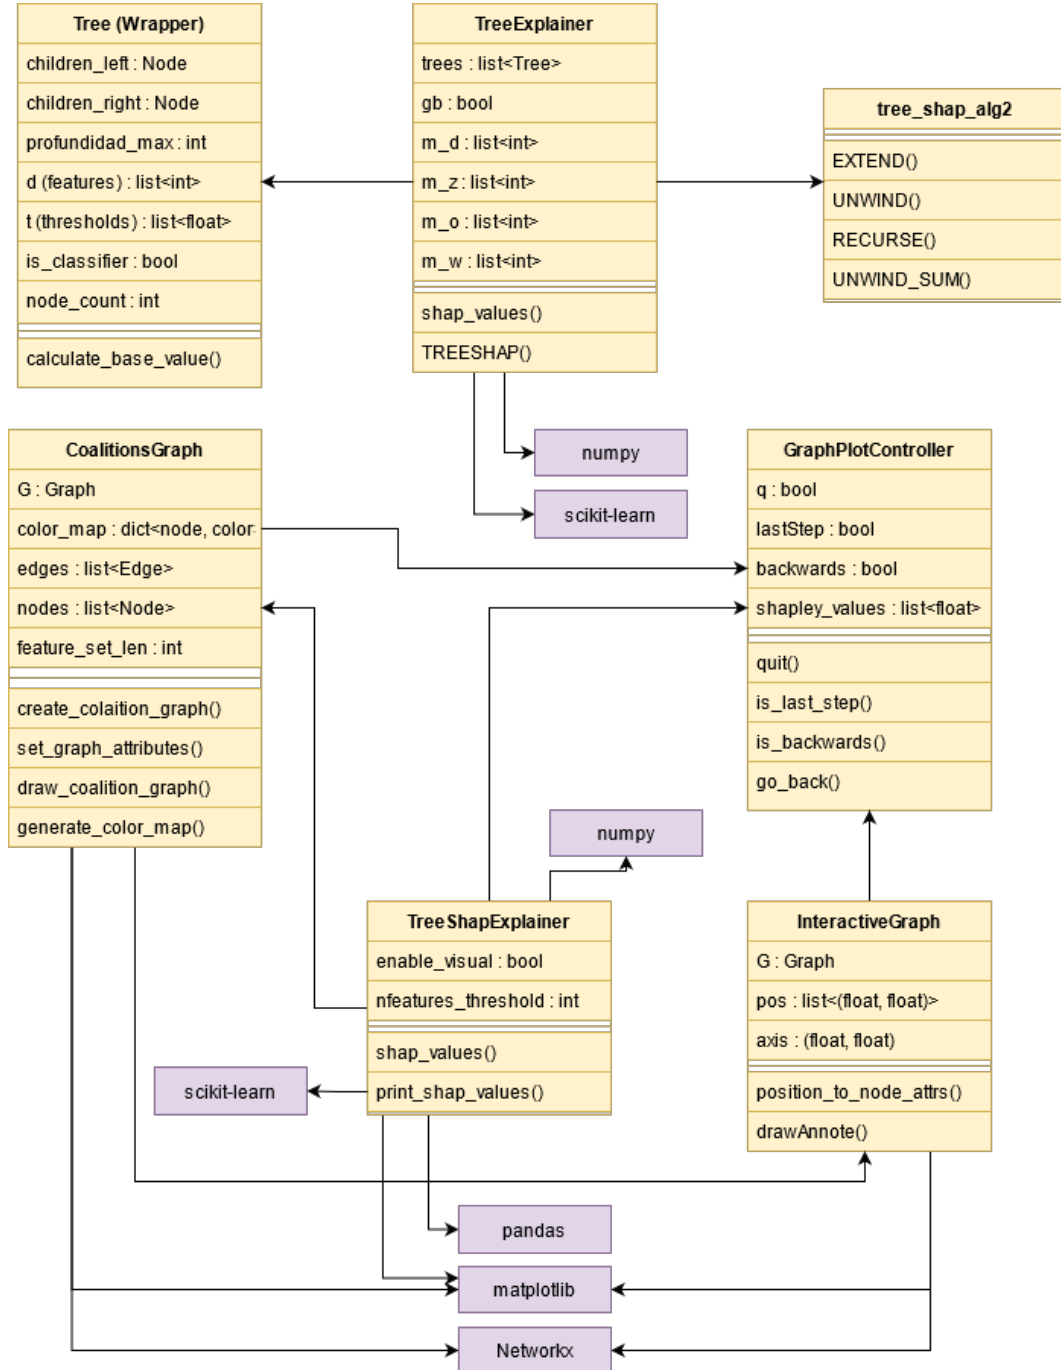 Tree (Wrapper)
children_left : Node
children_right : Node
profundidad_max : int
d (features) : list<int>
t (thresholds) : list<float>
is_classifier : bool
node_count : int
calculate_base_value()
TreeExplainer
trees : list<Tree>
gb : bool
m_d : list<int>
m_z : list<int>
m_o : list<int>
m_w : list<int>
shap_values()
TREESHAP()
tree_shap_alg2
EXTEND()
UNWIND()
RECURSE()
UNWIND_SUM()
numpy
scikit-learn
CoalitionsGraph
G : Graph
color_map : dict<node, color
edges : list<Edge>
nodes : list<Node>
feature_set_len : int
create_colaition_graph()
set_graph_attributes()
draw_coalition_graph()
generate_color_map()
GraphPlotController
q : bool
lastStep : bool
backwards : bool
shapley_values : list<float>
quit()
is_last_step()
is_backwards()
go_back()
numpy
TreeShapExplainer
enable_visual : bool
nfeatures_threshold : int
shap_values()
print_shap_values()
scikit-learn
InteractiveGraph
G : Graph
pos : list<(float, float)>
axis : (float, float)
position_to_node_attrs()
drawAnnote()
pandas
matplotlib
Networkx